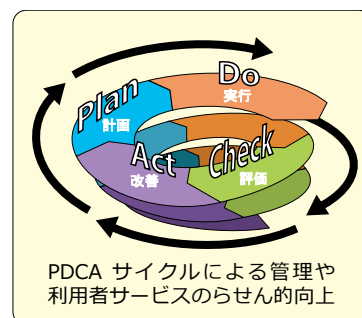 Plan
計画
Do
実行
Act
改善
Check
評価
PDCA サイクルによる管理や
利用者サービスのらせん的向上